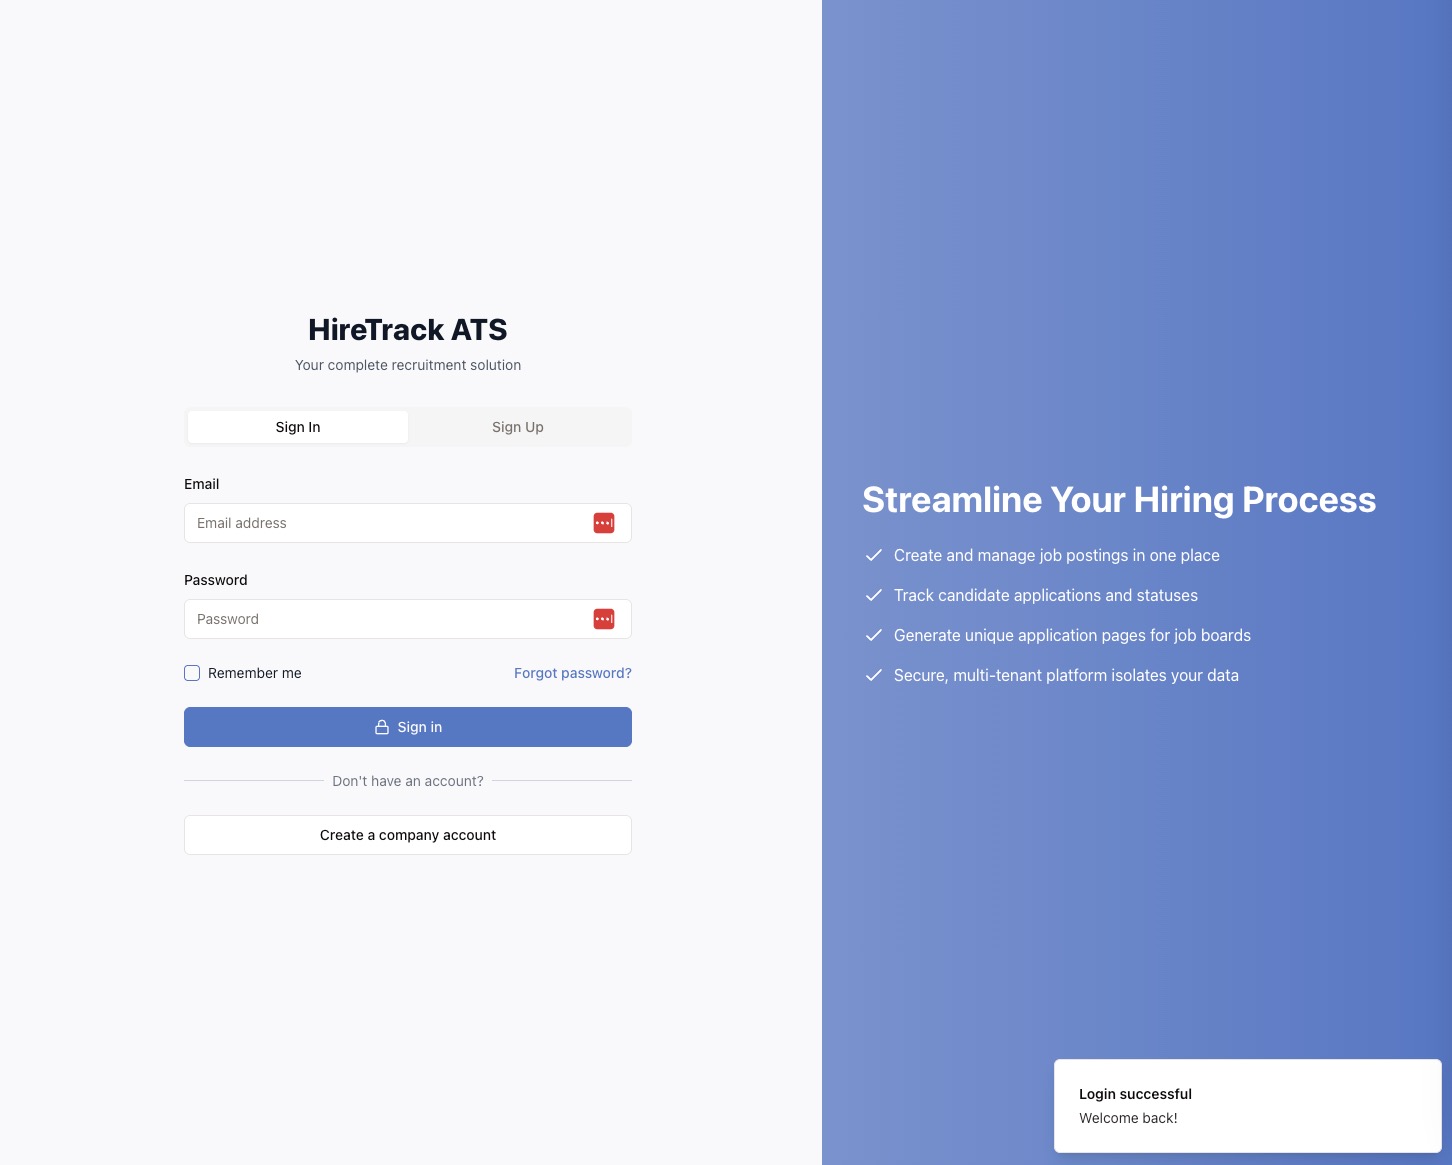 HireTrack ATS
Your complete recruitment solution
Sign In
Sign Up
Email
Email address
Password
Password
Remember me
Forgot password?
Sign in
Don't have an account?
Create a company account
Streamline Your Hiring Process
Create and manage job postings in one place
Track candidate applications and statuses
Generate unique application pages for job boards
Secure, multi-tenant platform isolates your data
Login successful
Welcome back!